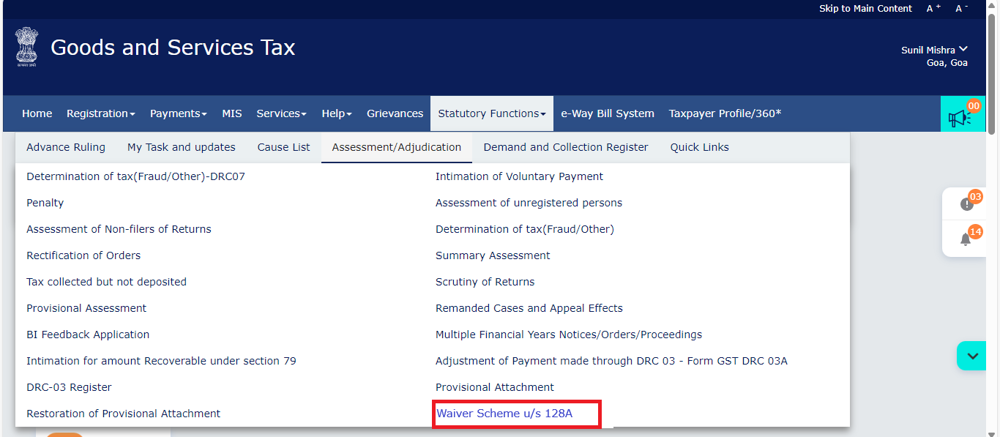 Skip to Main Content A + A -
Goods and Services Tax
Sunil Mishra
Goa, Goa
Home Registration Payments MIS Services Help Grievances Statutory Functions e-Way Bill System Taxpayer Profile/360* 00
Advance Ruling My Task and updates Cause List Assessment/Adjudication Demand and Collection Register Quick Links
Determination of tax(Fraud/Other)-DRC07 Intimation of Voluntary Payment
Penalty Assessment of unregistered persons 03
Assessment of Non-filers of Returns Determination of tax(Fraud/Other) 14
Rectification of Orders Summary Assessment
Tax collected but not deposited Scrutiny of Returns
Provisional Assessment Remanded Cases and Appeal Effects
BI Feedback Application Multiple Financial Years Notices/Orders/Proceedings
Intimation for amount Recoverable under section 79 Adjustment of Payment made through DRC 03 - Form GST DRC 03A
DRC-03 Register Provisional Attachment
Restoration of Provisional Attachment Waiver Scheme u/s 128A